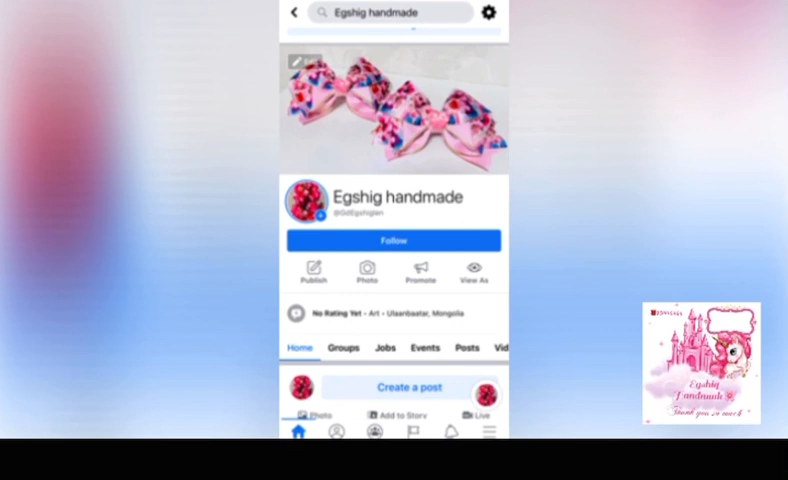 Egshig handmade
Egshig handmade
Follow
Publish
Photo
Promote
View As
No Rating Yet - Art - Ulaanbaatar, Mongolia
Home
Groups
Jobs
Events
Posts
Vid
Create a post
Photo
Add to Story
Live
Egshig
Handmade
Thank you so much